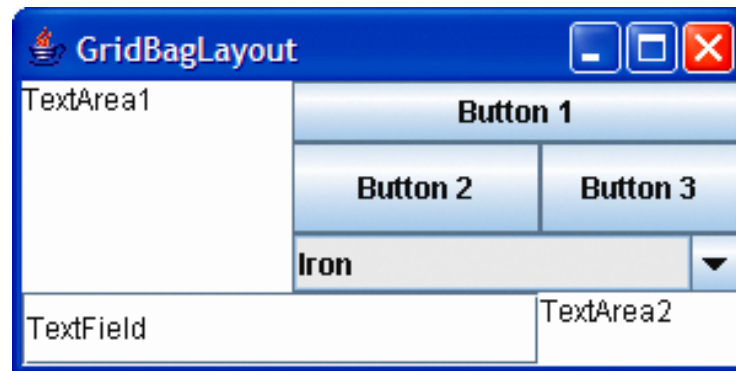 GridBagLayout
TextArea1
Button 1
Button 2
Button 3
Iron
TextField
TextArea2